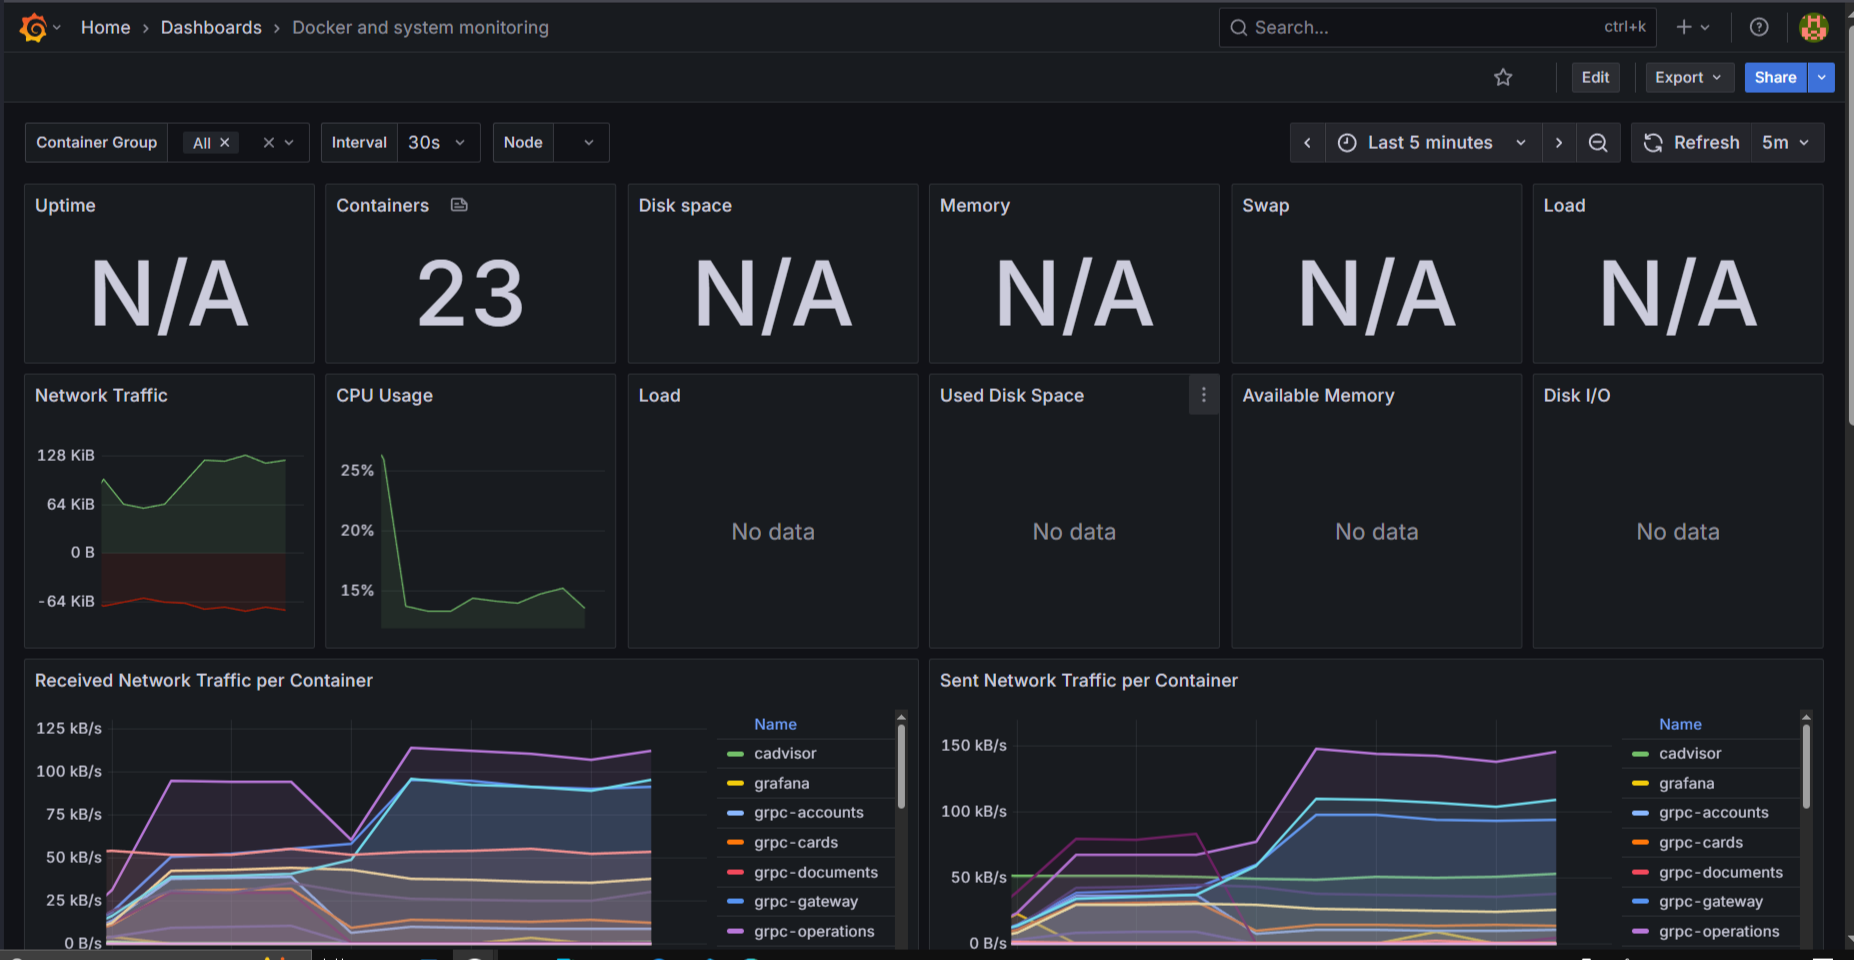 Home › Dashboards › Docker and system monitoring
Search...
ctrl+k
Edit
Export
Share
Container Group
All
Interval
30s
Node
Last 5 minutes
Refresh
5m
Uptime
N/A
Containers
23
Disk space
N/A
Memory
N/A
Swap
N/A
Load
N/A
Network Traffic
128 KiB
64 KiB
0 B
-64 KiB
CPU Usage
25%
20%
15%
Load
No data
Used Disk Space
No data
Available Memory
No data
Disk I/O
No data
Received Network Traffic per Container
125 kB/s
100 kB/s
75 kB/s
50 kB/s
25 kB/s
0 B/s
Name
cadvisor
grafana
grpc-accounts
grpc-cards
grpc-documents
grpc-gateway
grpc-operations
Sent Network Traffic per Container
150 kB/s
100 kB/s
50 kB/s
0 B/s
Name
cadvisor
grafana
grpc-accounts
grpc-cards
grpc-documents
grpc-gateway
grpc-operations